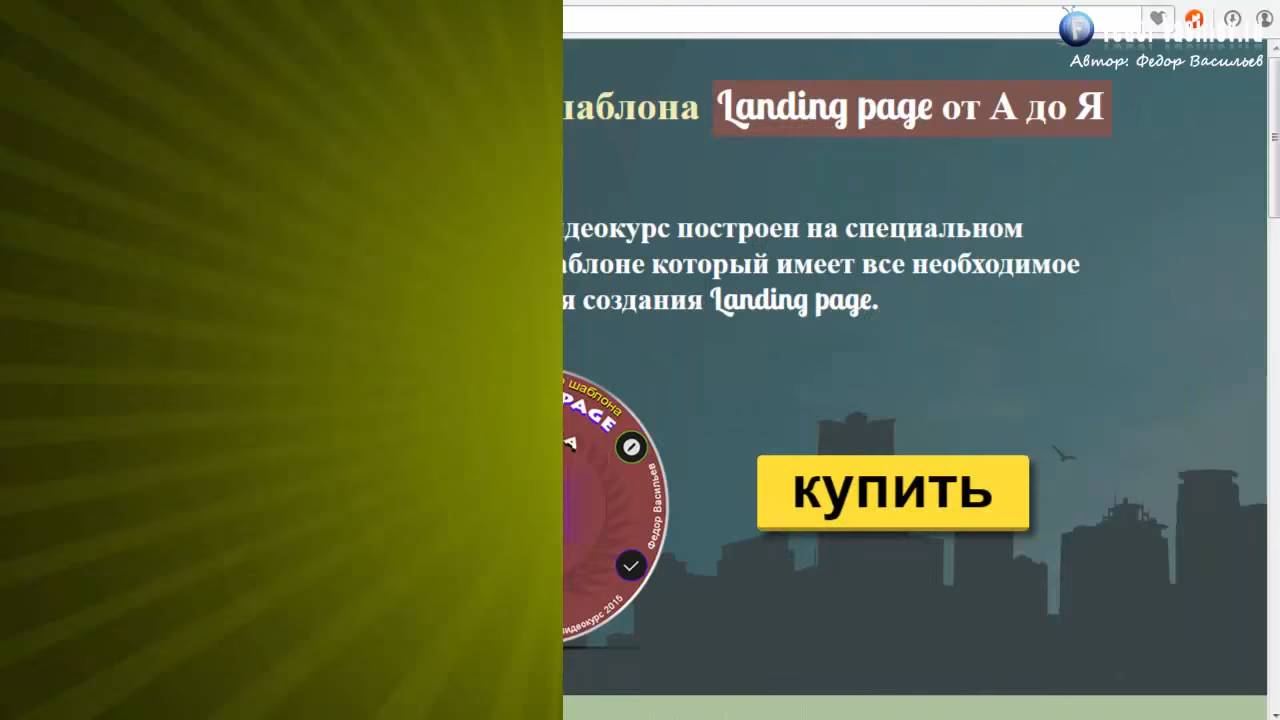 Автор: Федор Васильев
шаблона Landing page от А до Я
идеокурс построен на специальном
аблоне который имеет все необходимое
я создания Landing page.
о шаблона
PAGE
купить
Федор Васильев
видеокурс 2015